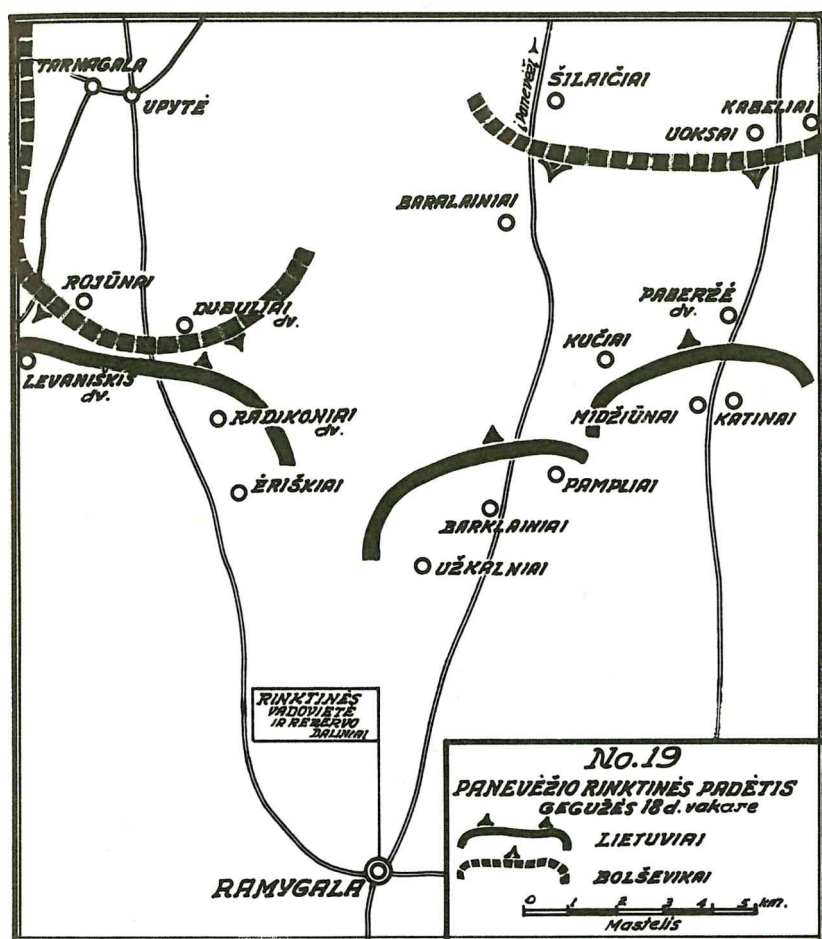 TARNAGALA
UPYTĖ
Į Panevėžį
ŠILAIČIAI
KABELIAI
UOKSAI
BARALAINIAI
ROJŪNAI
DUBULIAI
dv.
PABERŽĖ
dv.
KUČIAI
LEVANIŠKIS
dv.
RADIKONIAI
dv.
MIDŽIŪNAI
KATINAI
ĖRIŠKIAI
PAMPLIAI
BARKLAINIAI
UŽKALNIAI
RINKTINĖS
VADOVIETĖ
IR REZERVO
DALINIAI
RAMYGALA
No. 19
PANEVĖŽIO RINKTINĖS PADĖTIS
GEGUŽĖS 18 d. vakare
LIETUVIAI
BOLŠEVIKAI
0 1 2 3 4 5 km.
Mastelis